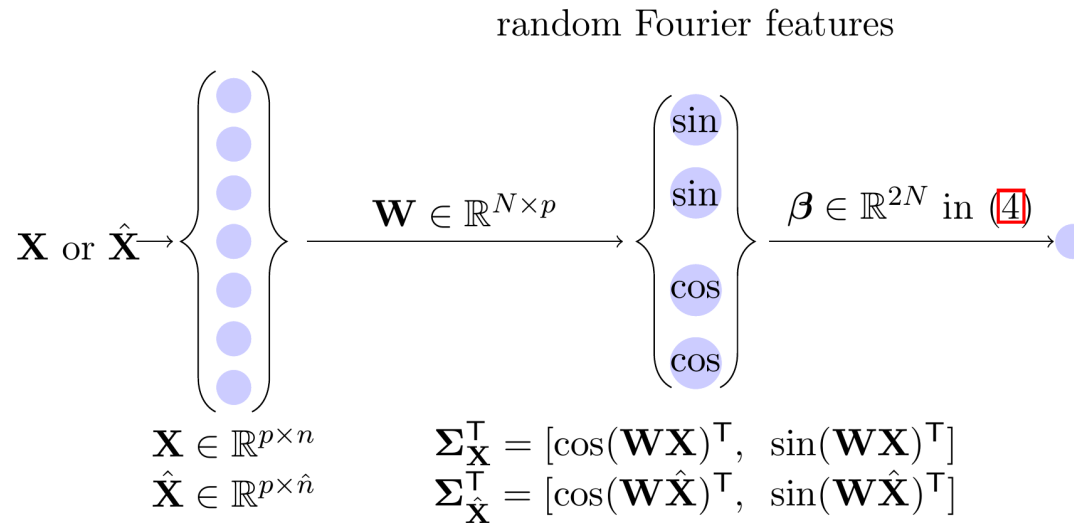 random Fourier features
sin
sin
𝐖 ∈ ℝ^{N×p}
𝜷 ∈ ℝ^{2N} in (4)
𝐗 or 𝐗̂
cos
cos
𝐗 ∈ ℝ^{p×n}
𝚺_𝐗^⊤ = [cos(𝐖𝐗)^⊤, sin(𝐖𝐗)^⊤]
𝐗̂ ∈ ℝ^{p×n̂}
𝚺_𝐗̂^⊤ = [cos(𝐖𝐗̂)^⊤, sin(𝐖𝐗̂)^⊤]